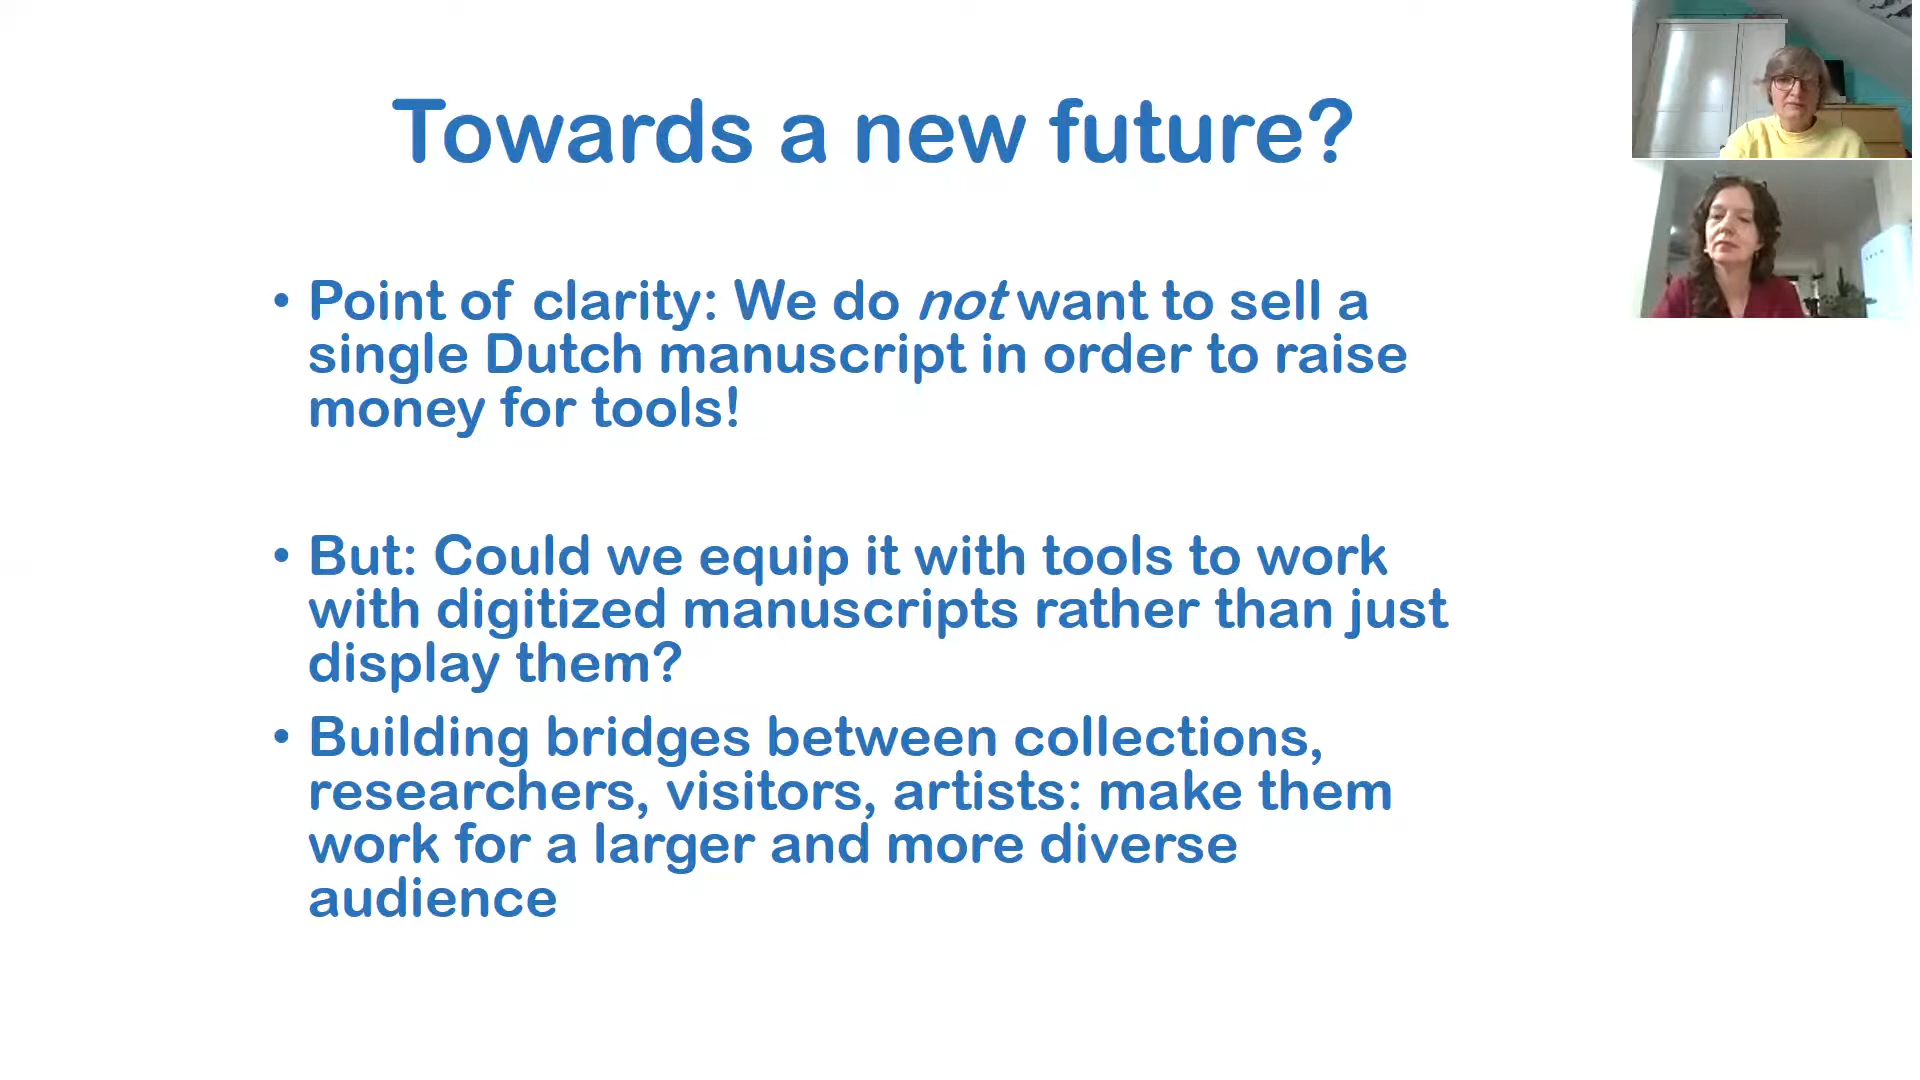 Towards a new future?
• Point of clarity: We do not want to sell a
single Dutch manuscript in order to raise
money for tools!
• But: Could we equip it with tools to work
with digitized manuscripts rather than just
display them?
• Building bridges between collections,
researchers, visitors, artists: make them
work for a larger and more diverse
audience